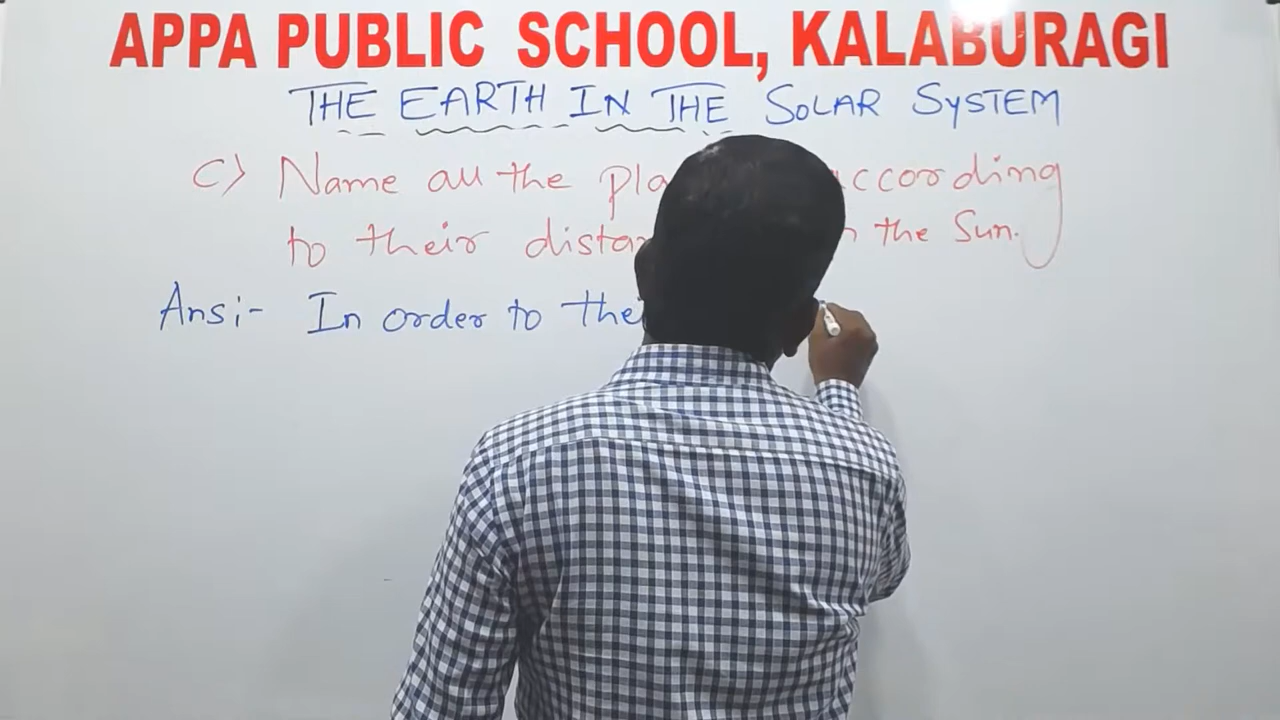 APPA PUBLIC SCHOOL, KALABURAGI
THE EARTH IN THE SOLAR SYSTEM
C) Name all the according
to their the Sun.
Ans:- In order to